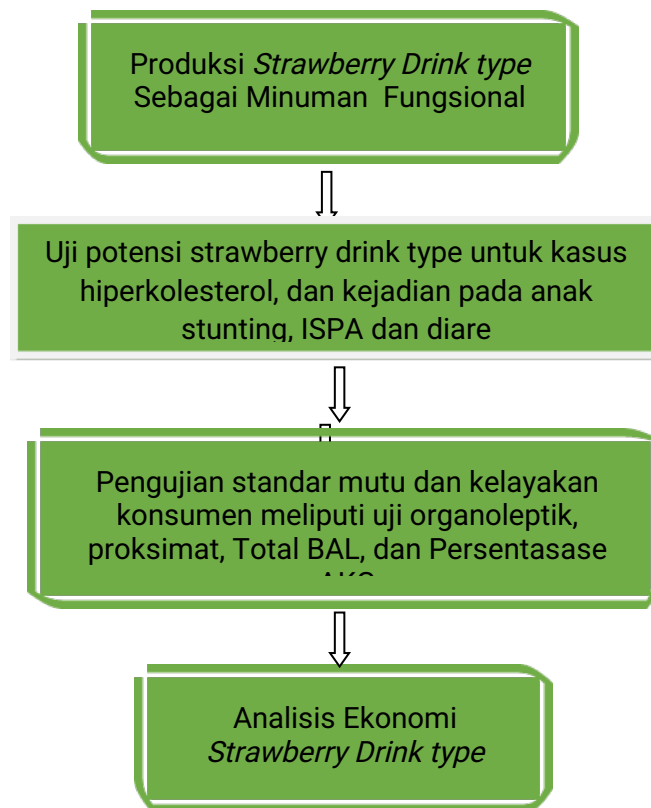 Produksi Strawberry Drink type
Sebagai Minuman Fungsional
Uji potensi strawberry drink type untuk kasus
hiperkolesterol, dan kejadian pada anak
stunting, ISPA dan diare
Pengujian standar mutu dan kelayakan
konsumen meliputi uji organoleptik,
proksimat, Total BAL, dan Persentasase
Analisis Ekonomi
Strawberry Drink type